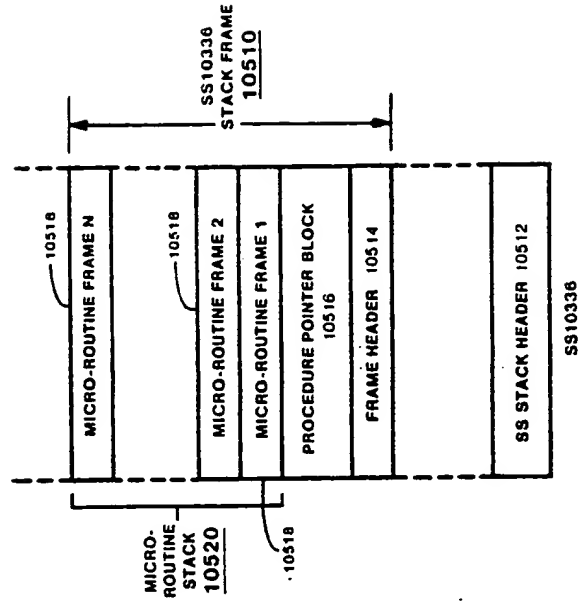 10518
MICRO-ROUTINE FRAME N
SS10336
STACK FRAME
10510
10518
MICRO-ROUTINE FRAME 2
MICRO-
ROUTINE
STACK
10520
MICRO-ROUTINE FRAME 1
10518
PROCEDURE POINTER BLOCK
10516
FRAME HEADER 10514
SS STACK HEADER 10512
SS10336